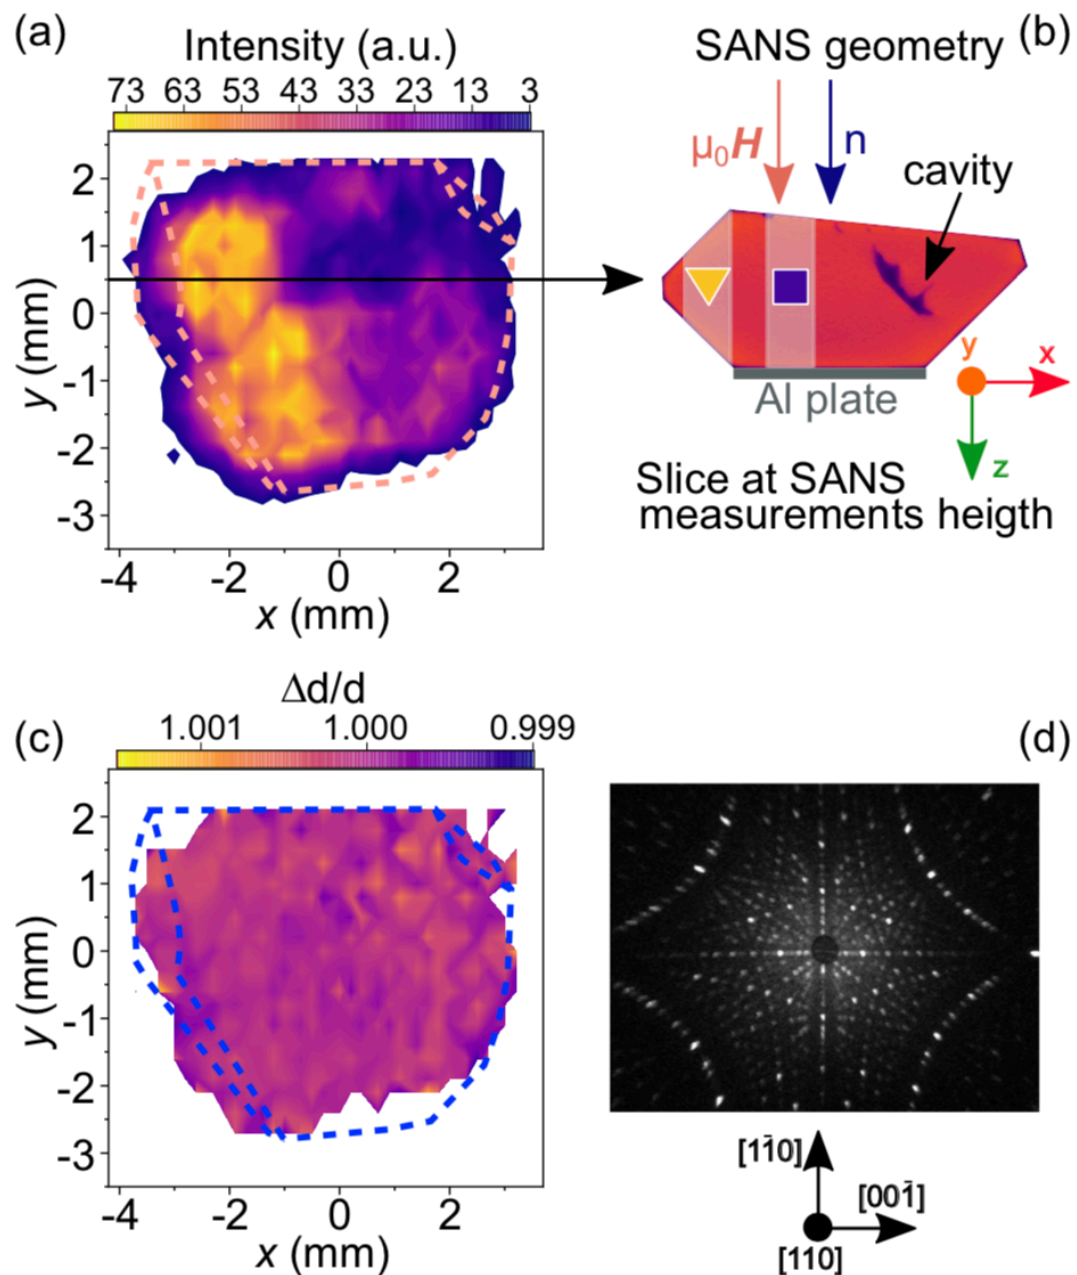 (a)
Intensity (a.u.)
73 63 53 43 33 23 13 3
2
1
0
-1
-2
-3
y (mm)
-4 -2 0 2
x (mm)
(b)
SANS geometry
μ₀H
n
cavity
Al plate
y
x
z
Slice at SANS
measurements heigth
(c)
Δd/d
1.001 1.000 0.999
2
1
0
-1
-2
-3
y (mm)
-4 -2 0 2
x (mm)
(d)
[11̄0]
[001̄]
[110]